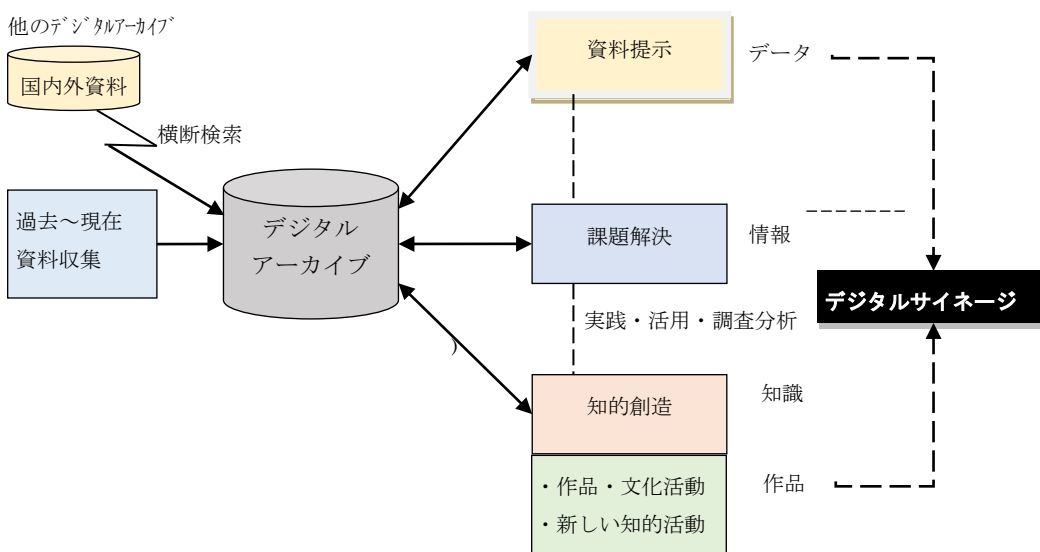 他のﾃﾞｼﾞﾀﾙｱｰｶｲﾌﾞ
国内外資料
横断検索
過去～現在
資料収集
デジタル
アーカイブ
)
資料提示
データ
課題解決
情報
実践・活用・調査分析
知的創造
知識
・作品・文化活動
・新しい知的活動
作品
デジタルサイネージ